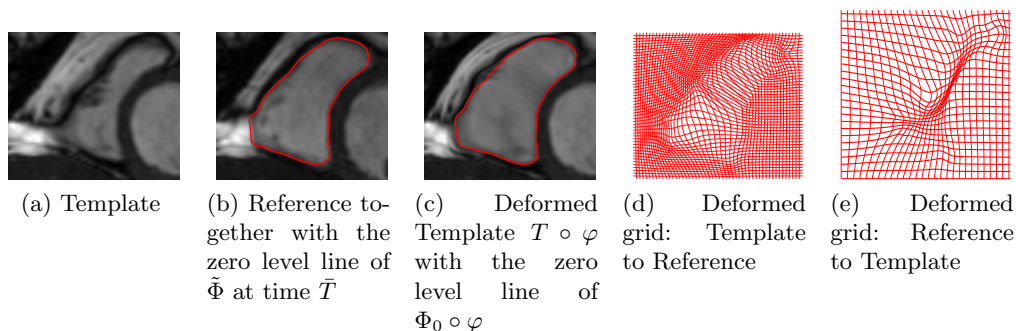 (a) Template
(b) Reference to-
gether with the
zero level line of
Φ̃ at time T̄
(c) Deformed
Template T ∘ φ
with the zero
level line of
Φ₀ ∘ φ
(d) Deformed
grid: Template
to Reference
(e) Deformed
grid: Reference
to Template